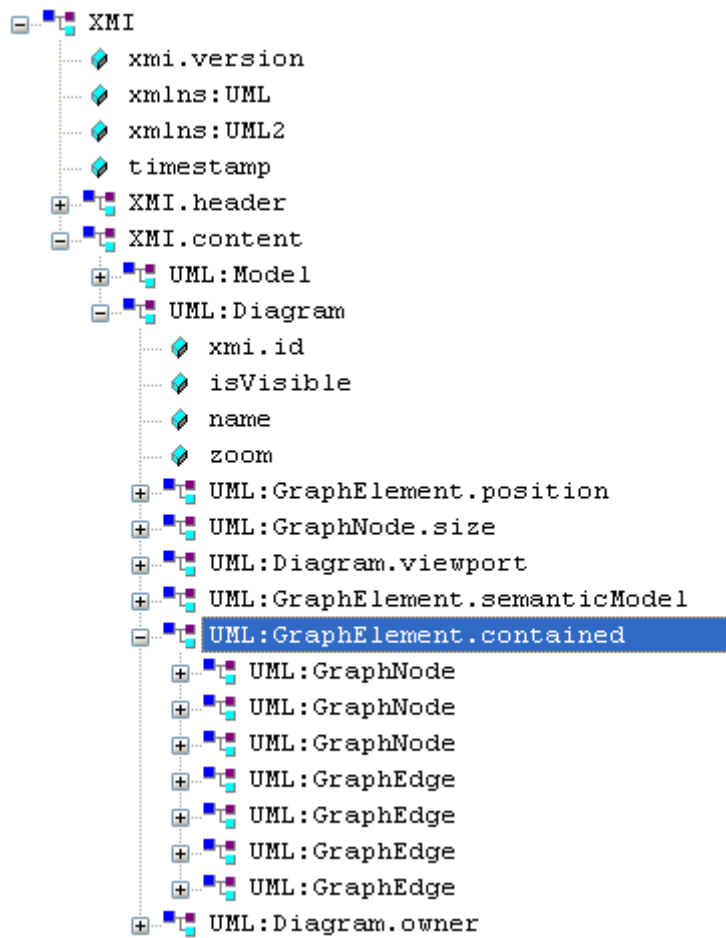 XMI
xmi.version
xmlns:UML
xmlns:UML2
timestamp
XMI.header
XMI.content
UML:Model
UML:Diagram
xmi.id
isVisible
name
zoom
UML:GraphElement.position
UML:GraphNode.size
UML:Diagram.viewport
UML:GraphElement.semanticModel
UML:GraphElement.contained
UML:GraphNode
UML:GraphNode
UML:GraphNode
UML:GraphEdge
UML:GraphEdge
UML:GraphEdge
UML:GraphEdge
UML:Diagram.owner